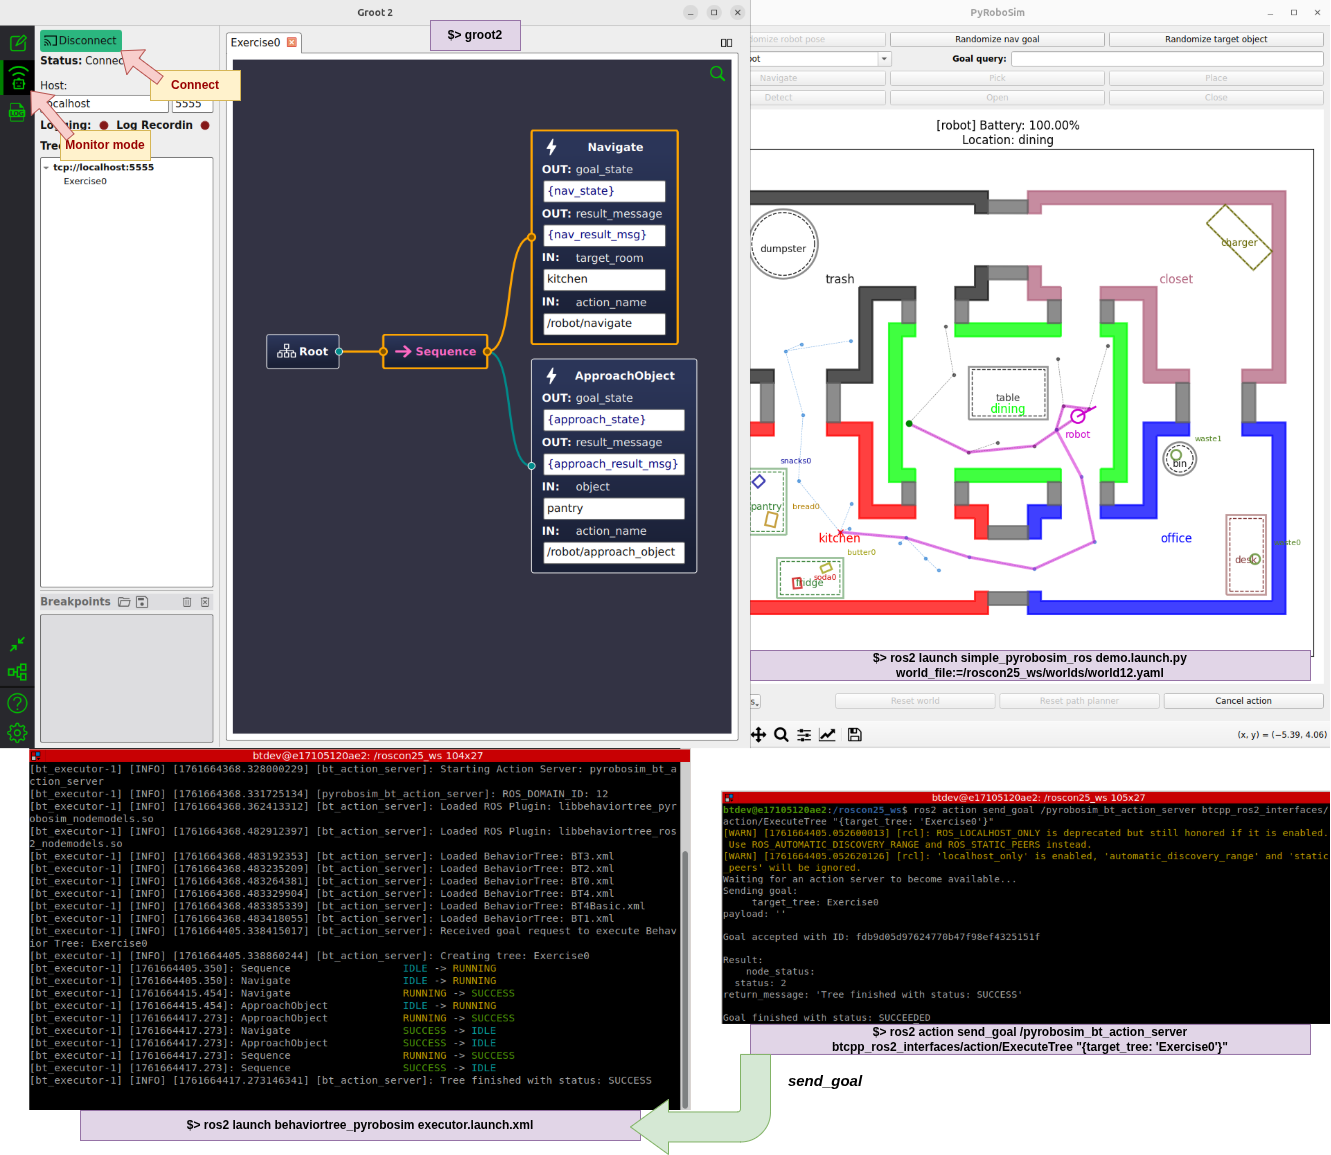 Groot 2
$> groot2
PyRoboSim
Disconnect
Status: Connec
Connect
Host:
ocalhost
5555
Logging:
Log Recordin
Monitor mode
Tre
tcp://localhost:5555
Exercise0
Breakpoints
LOG
Exercise0
Root
Sequence
Navigate
OUT: goal_state
{nav_state}
OUT: result_message
{nav_result_msg}
IN: target_room
kitchen
IN: action_name
/robot/navigate
ApproachObject
OUT: goal_state
{approach_state}
OUT: result_message
{approach_result_msg}
IN: object
pantry
IN: action_name
/robot/approach_object
domize robot pose
Randomize nav goal
Randomize target object
ot
Goal query:
Navigate
Pick
Place
Detect
Open
Close
[robot] Battery: 100.00%
Location: dining
dumpster
trash
charger
closet
table
dining
robot
waste1
bin
snacks0
pantry
bread0
kitchen
butter0
soda0
fridge
office
desk
waste0
$> ros2 launch simple_pyrobosim_ros demo.launch.py
world_file:=/roscon25_ws/worlds/world12.yaml
s.
Reset world
Reset path planner
Cancel action
(x, y) = (−5.39, 4.06)
btdev@e17105120ae2: /roscon25_ws 104x27
[bt_executor-1] [INFO] [1761664368.328000229] [bt_action_server]: Starting Action Server: pyrobosim_bt_a
ction_server
[bt_executor-1] [INFO] [1761664368.331725134] [pyrobosim_bt_action_server]: ROS_DOMAIN_ID: 12
[bt_executor-1] [INFO] [1761664368.362413312] [bt_action_server]: Loaded ROS Plugin: libbehaviortree_pyr
obosim_nodemodels.so
[bt_executor-1] [INFO] [1761664368.482912397] [bt_action_server]: Loaded ROS Plugin: libbehaviortree_ros
2_nodemodels.so
[bt_executor-1] [INFO] [1761664368.483192353] [bt_action_server]: Loaded BehaviorTree: BT3.xml
[bt_executor-1] [INFO] [1761664368.483235209] [bt_action_server]: Loaded BehaviorTree: BT2.xml
[bt_executor-1] [INFO] [1761664368.483264381] [bt_action_server]: Loaded BehaviorTree: BT0.xml
[bt_executor-1] [INFO] [1761664368.483329904] [bt_action_server]: Loaded BehaviorTree: BT4.xml
[bt_executor-1] [INFO] [1761664368.483385339] [bt_action_server]: Loaded BehaviorTree: BT4Basic.xml
[bt_executor-1] [INFO] [1761664368.483418055] [bt_action_server]: Loaded BehaviorTree: BT1.xml
[bt_executor-1] [INFO] [1761664405.338415017] [bt_action_server]: Received goal request to execute Behav
ior Tree: Exercise0
[bt_executor-1] [INFO] [1761664405.338860244] [bt_action_server]: Creating tree: Exercise0
[bt_executor-1] [1761664405.350]: Sequence IDLE -> RUNNING
[bt_executor-1] [1761664405.350]: Navigate IDLE -> RUNNING
[bt_executor-1] [1761664415.454]: Navigate RUNNING -> SUCCESS
[bt_executor-1] [1761664415.454]: ApproachObject IDLE -> RUNNING
[bt_executor-1] [1761664417.273]: ApproachObject RUNNING -> SUCCESS
[bt_executor-1] [1761664417.273]: Navigate SUCCESS -> IDLE
[bt_executor-1] [1761664417.273]: ApproachObject SUCCESS -> IDLE
[bt_executor-1] [1761664417.273]: Sequence RUNNING -> SUCCESS
[bt_executor-1] [1761664417.273]: Sequence SUCCESS -> IDLE
[bt_executor-1] [INFO] [1761664417.273146341] [bt_action_server]: Tree finished with status: SUCCESS
$> ros2 launch behaviortree_pyrobosim executor.launch.xml
btdev@e17105120ae2: /roscon25_ws 105x27
btdev@e17105120ae2:/roscon25_ws$ ros2 action send_goal /pyrobosim_bt_action_server btcpp_ros2_interfaces/
action/ExecuteTree "{target_tree: 'Exercise0'}"
[WARN] [1761664405.052600013] [rcl]: ROS_LOCALHOST_ONLY is deprecated but still honored if it is enabled.
Use ROS_AUTOMATIC_DISCOVERY_RANGE and ROS_STATIC_PEERS instead.
[WARN] [1761664405.052620126] [rcl]: 'localhost_only' is enabled, 'automatic_discovery_range' and 'static
_peers' will be ignored.
Waiting for an action server to become available...
Sending goal:
target_tree: Exercise0
payload: ''
Goal accepted with ID: fdb9d05d97624770b47f98ef4325151f
Result:
node_status:
status: 2
return_message: 'Tree finished with status: SUCCESS'
Goal finished with status: SUCCEEDED
$> ros2 action send_goal /pyrobosim_bt_action_server
btcpp_ros2_interfaces/action/ExecuteTree "{target_tree: 'Exercise0'}"
send_goal